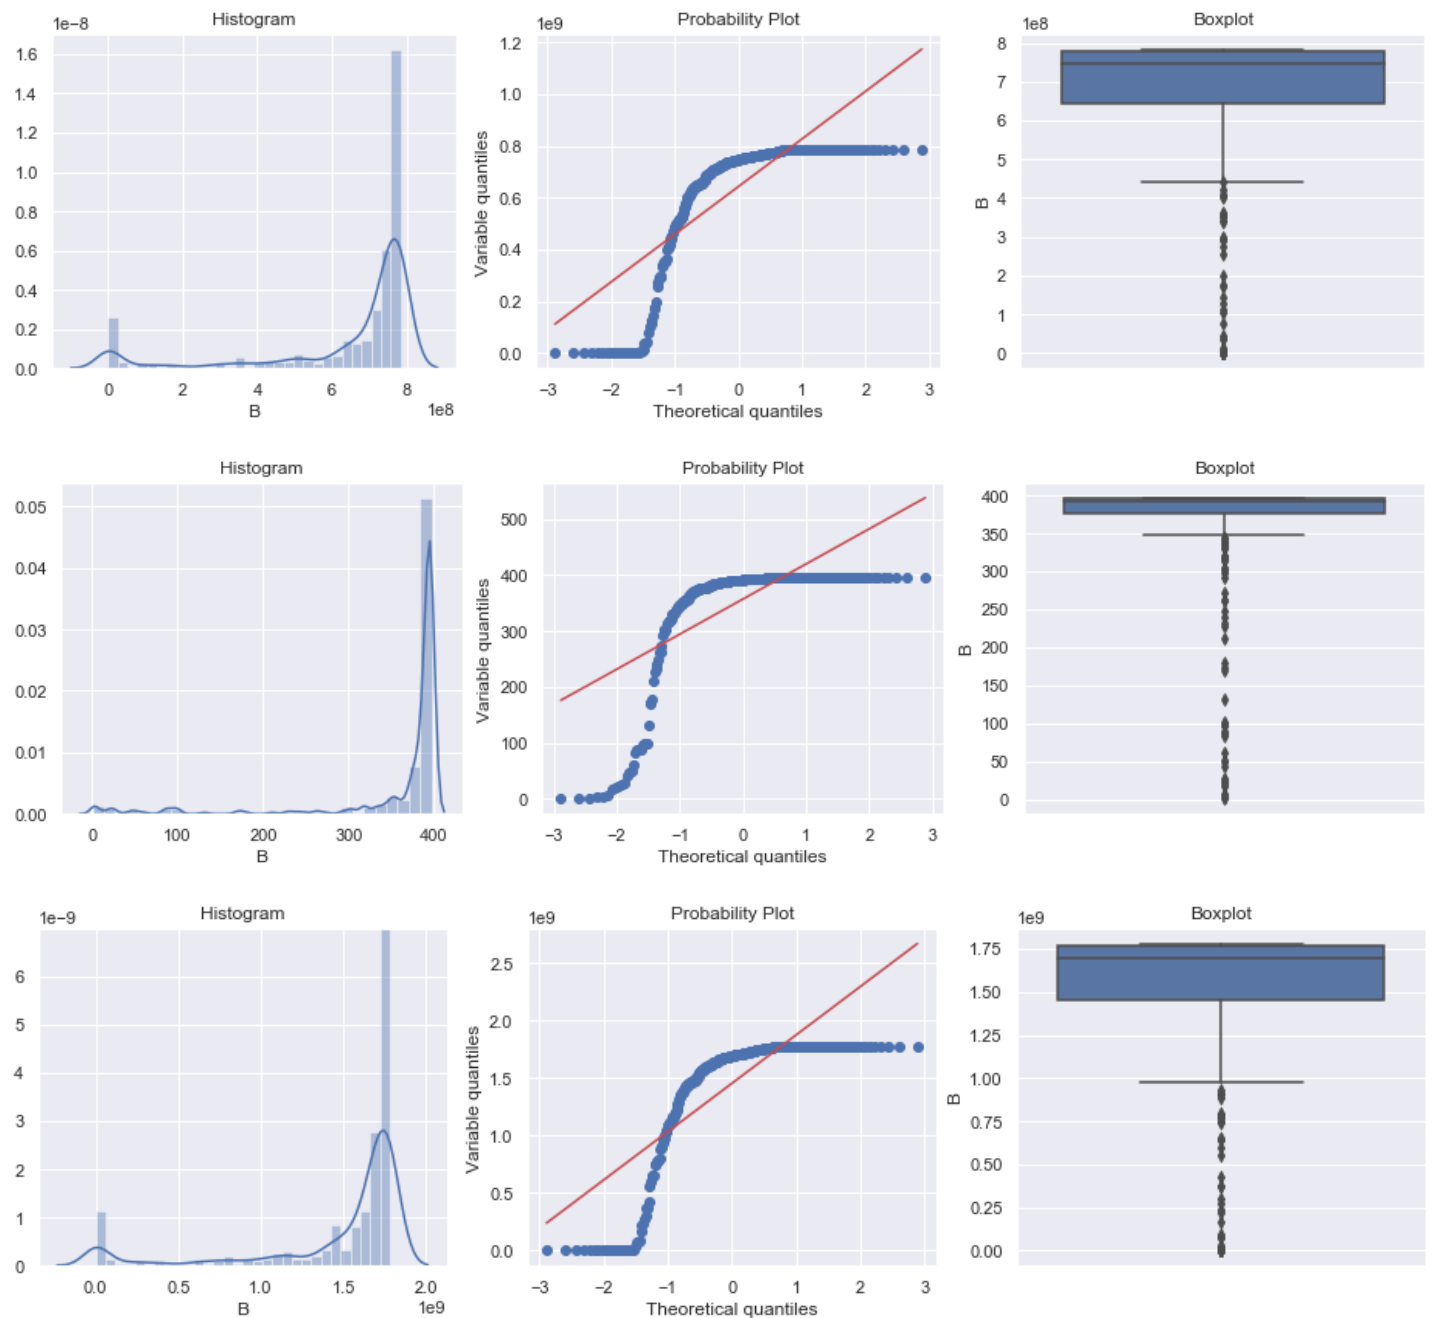 Histogram Probability Plot Boxplot
1e−8 1e9 1e8
1.6 1.4 1.2 1.0 0.8 0.6 0.4 0.2 0.0
0 2 4 6 8
B 1e8
Variable quantiles
1.2 1.0 0.8 0.6 0.4 0.2 0.0
−3 −2 −1 0 1 2 3
Theoretical quantiles
B
8 7 6 5 4 3 2 1 0
Histogram Probability Plot Boxplot
0.05 0.04 0.03 0.02 0.01 0.00
0 100 200 300 400
B
Variable quantiles
500 400 300 200 100 0
−3 −2 −1 0 1 2 3
Theoretical quantiles
B
400 350 300 250 200 150 100 50 0
Histogram Probability Plot Boxplot
1e−9 1e9 1e9
6 5 4 3 2 1 0
0.0 0.5 1.0 1.5 2.0
B 1e9
Variable quantiles
2.5 2.0 1.5 1.0 0.5 0.0
−3 −2 −1 0 1 2 3
Theoretical quantiles
B
1.75 1.50 1.25 1.00 0.75 0.50 0.25 0.00